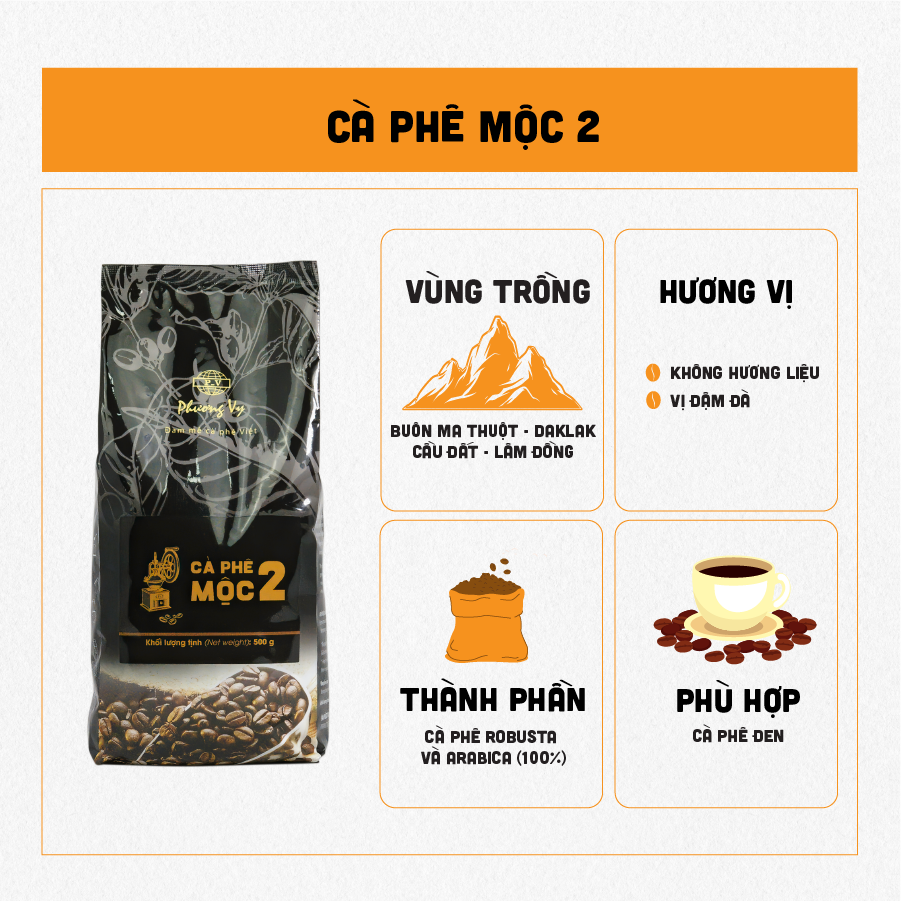 CÀ PHÊ MỘC 2
P.V
Phương Vy
Đam mê cà phê Việt
CÀ PHÊ
MỘC 2
Khối lượng tịnh (Net weight): 500 g
VÙNG TRỒNG
BUÔN MA THUỘT - DAKLAK
CẦU ĐẤT - LÂM ĐỒNG
HƯƠNG VỊ
KHÔNG HƯƠNG LIỆU
VỊ ĐẬM ĐÀ
THÀNH PHẦN
CÀ PHÊ ROBUSTA
VÀ ARABICA (100%)
PHÙ HỢP
CÀ PHÊ ĐEN